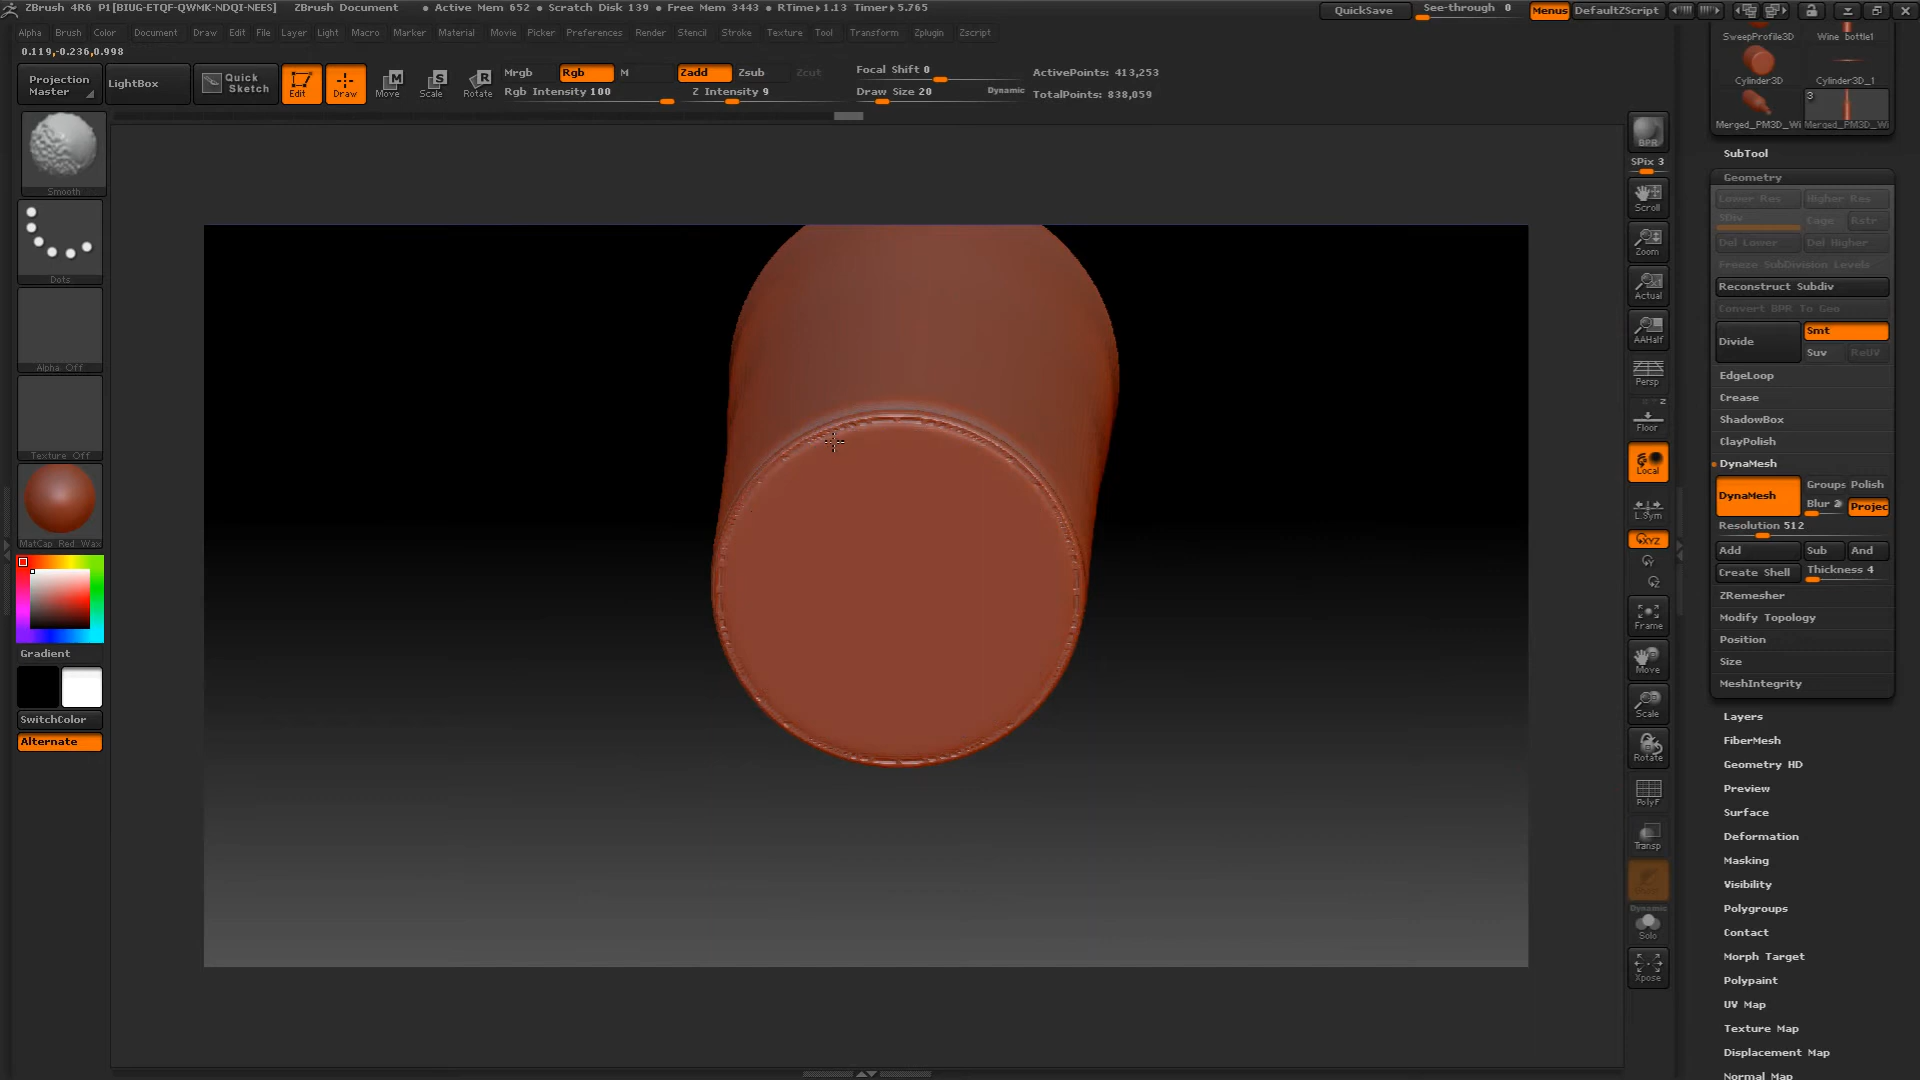 ZBrush 4R6 P1[BIUG-ETQF-QWMK-NDQI-NEES] ZBrush Document • Active Mem 652 • Scratch Disk 139 • Free Mem 3443 • RTime▸1.13 Timer▸5.765
QuickSave See-through 0 Menus DefaultZScript
Alpha Brush Color Document Draw Edit File Layer Light Macro Marker Material Movie Picker Preferences Render Stencil Stroke Texture Tool Transform Zplugin Zscript
0.119,-0.236,0.998
Projection Master
LightBox
Quick Sketch
Edit
Draw
Move
Scale
Rotate
Mrgb Rgb M
Rgb Intensity 100
Zadd Zsub Zcut
Z Intensity 9
Focal Shift 0
Draw Size 20 Dynamic
ActivePoints: 413,253
TotalPoints: 838,059
Smooth
Dots
Alpha Off
Texture Off
MatCap Red Wax
Gradient
SwitchColor
Alternate
BPR
SPix 3
Scroll
Zoom
Actual
AAHalf
Persp
Floor
Local
L.Sym
XYZ
Y
Z
Frame
Move
Scale
Rotate
PolyF
Transp
Dynamic
Solo
Xpose
SweepProfile3D Wine bottle1
Cylinder3D Cylinder3D_1
3
Merged_PM3D_Wi Merged_PM3D_Wi
SubTool
Geometry
Lower Res Higher Res
SDiv Cage Rstr
Del Lower Del Higher
Freeze SubDivision Levels
Reconstruct Subdiv
Convert BPR To Geo
Divide Smt
Suv ReUV
EdgeLoop
Crease
ShadowBox
ClayPolish
DynaMesh
DynaMesh Groups Polish
Blur 2 Projec
Resolution 512
Add Sub And
Create Shell Thickness 4
ZRemesher
Modify Topology
Position
Size
MeshIntegrity
Layers
FiberMesh
Geometry HD
Preview
Surface
Deformation
Masking
Visibility
Polygroups
Contact
Morph Target
Polypaint
UV Map
Texture Map
Displacement Map
Normal Map